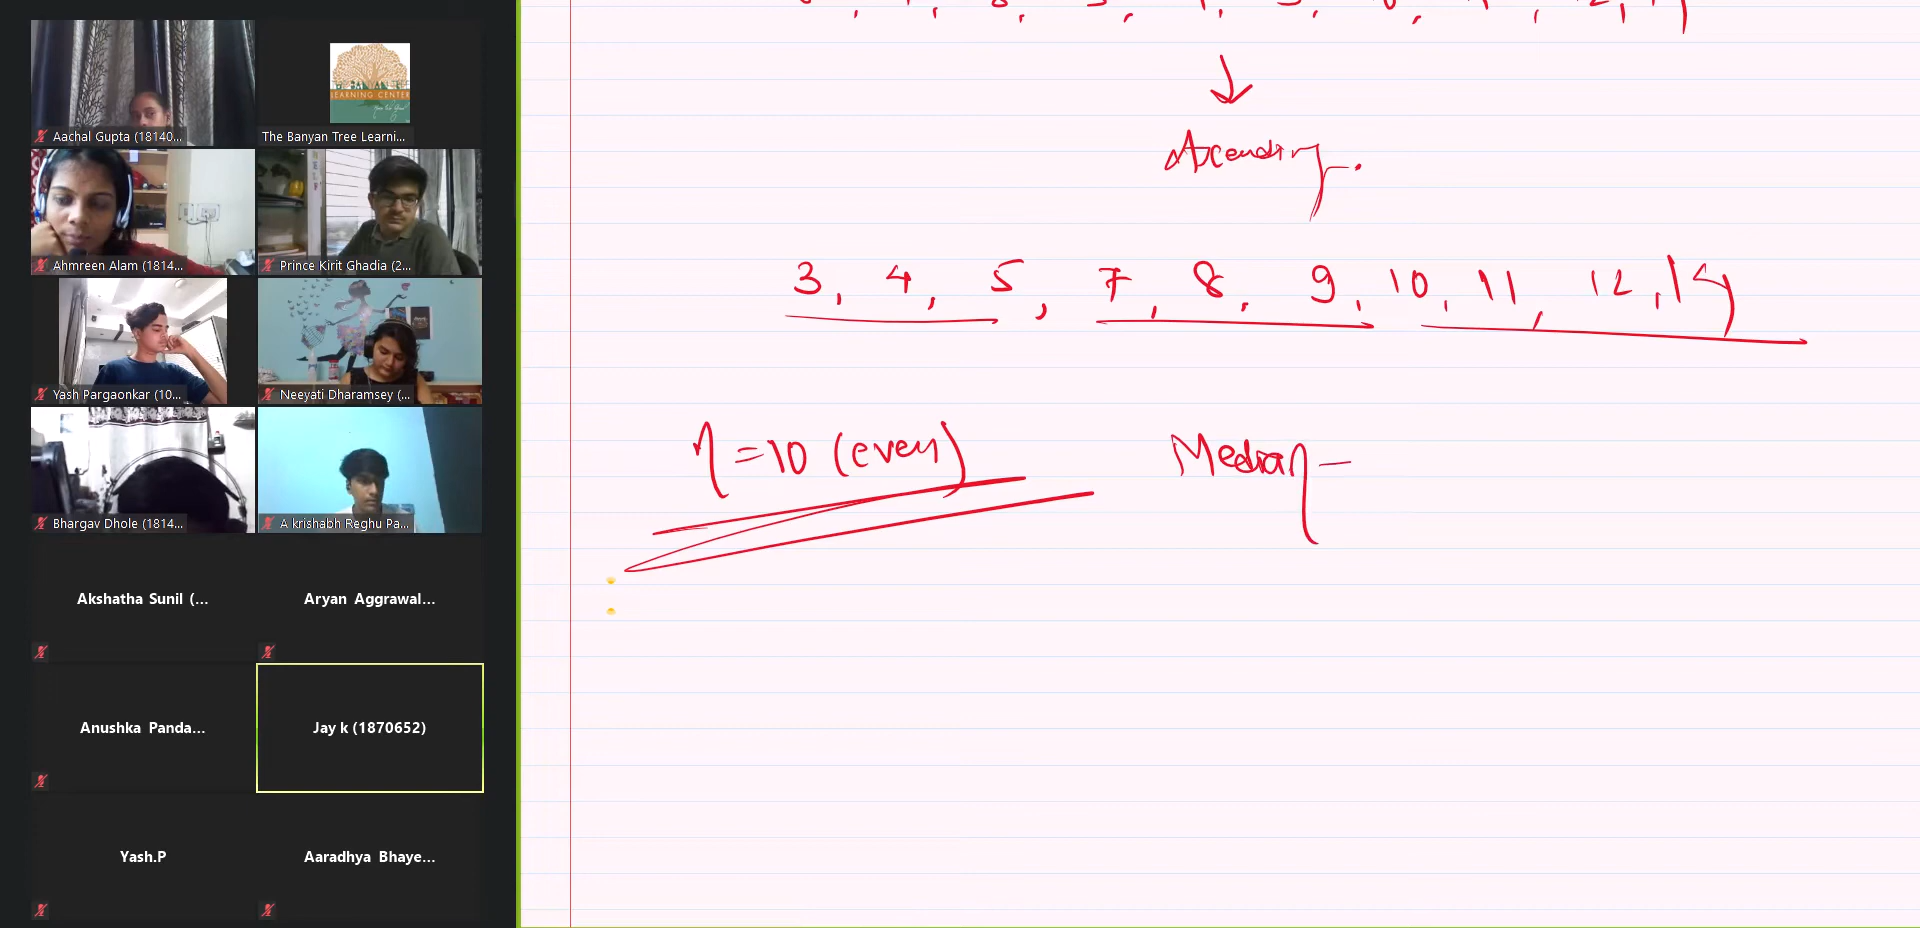 Aachal Gupta (18140...
LEARNING CENTER
The Banyan Tree Learni...
Ahmreen Alam (1814...
Prince Kirit Ghadia (2...
Yash Pargaonkar (10...
Neeyati Dharamsey (...
Bhargav Dhole (1814...
A krishabh Reghu Pa...
Akshatha Sunil (...
Aryan Aggrawal...
Anushka Panda...
Jay k (1870652)
Yash.P
Aaradhya Bhaye...
Ascending.
3, 4, 5, 7, 8, 9, 10, 11, 12, 14
n = 10 (even)
Median =